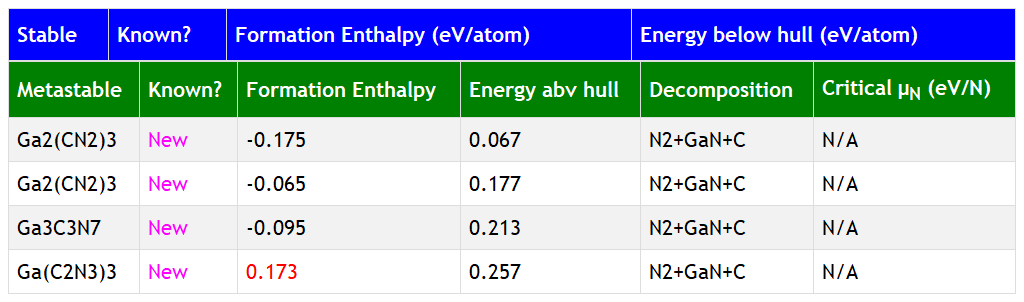 Stable Known? Formation Enthalpy (eV/atom) Energy below hull (eV/atom)
Metastable Known? Formation Enthalpy Energy abv hull Decomposition Critical μN (eV/N)
Ga2(CN2)3 New -0.175 0.067 N2+GaN+C N/A
Ga2(CN2)3 New -0.065 0.177 N2+GaN+C N/A
Ga3C3N7 New -0.095 0.213 N2+GaN+C N/A
Ga(C2N3)3 New 0.173 0.257 N2+GaN+C N/A